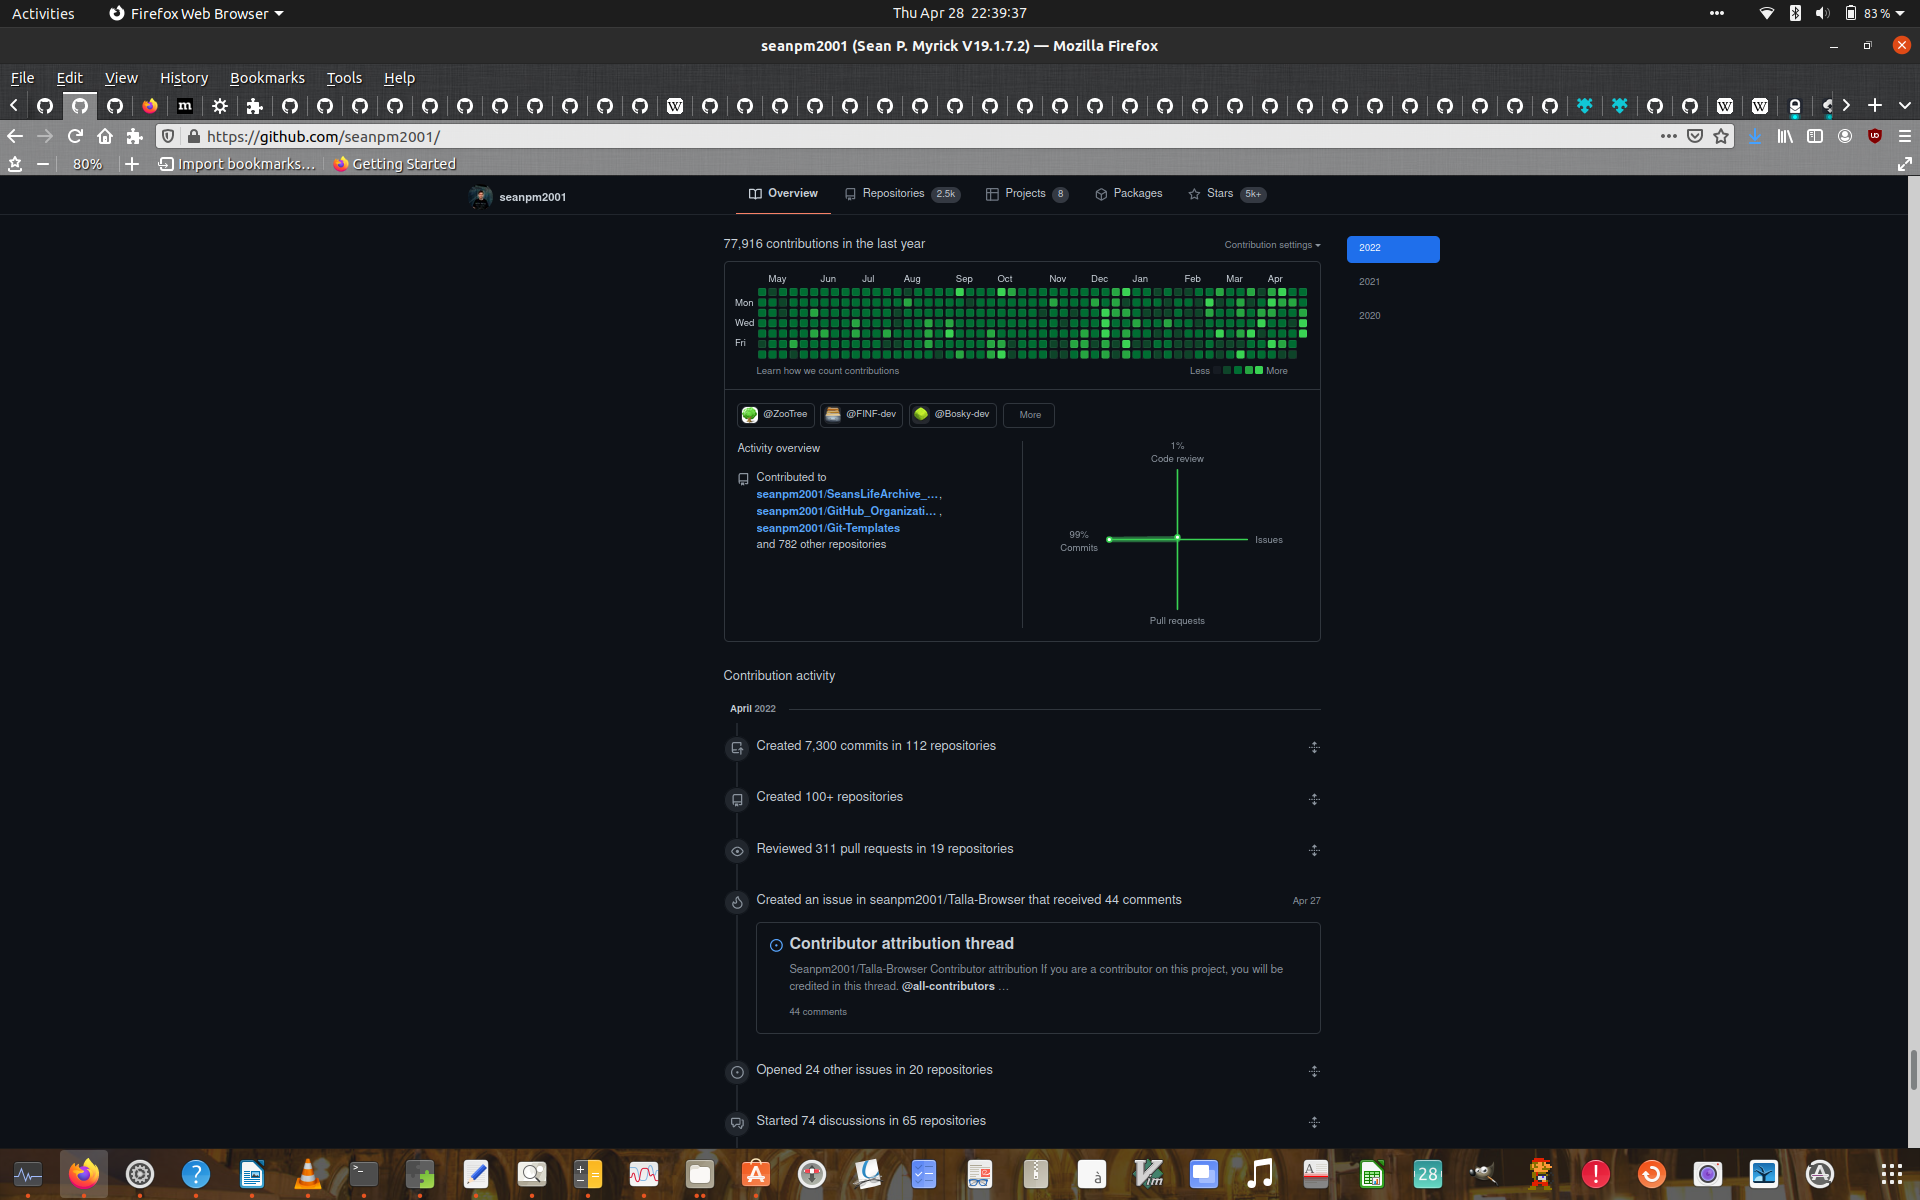 Activities
Firefox Web Browser
Thu Apr 28 22:39:37
83 %
seanpm2001 (Sean P. Myrick V19.1.7.2) — Mozilla Firefox
File Edit View History Bookmarks Tools Help
https://github.com/seanpm2001/
80%
Import bookmarks...
Getting Started
seanpm2001
Overview
Repositories 2.5k
Projects 8
Packages
Stars 5k+
77,916 contributions in the last year
Contribution settings
2022
2021
2020
May Jun Jul Aug Sep Oct Nov Dec Jan Feb Mar Apr
Mon
Wed
Fri
Learn how we count contributions
Less More
@ZooTree
@FINF-dev
@Bosky-dev
More
Activity overview
Contributed to
seanpm2001/SeansLifeArchive_... ,
seanpm2001/GitHub_Organizati... ,
seanpm2001/Git-Templates
and 782 other repositories
1%
Code review
99%
Commits
Issues
Pull requests
Contribution activity
April 2022
Created 7,300 commits in 112 repositories
Created 100+ repositories
Reviewed 311 pull requests in 19 repositories
Created an issue in seanpm2001/Talla-Browser that received 44 comments
Apr 27
Contributor attribution thread
Seanpm2001/Talla-Browser Contributor attribution If you are a contributor on this project, you will be
credited in this thread. @all-contributors ...
44 comments
Opened 24 other issues in 20 repositories
Started 74 discussions in 65 repositories
28